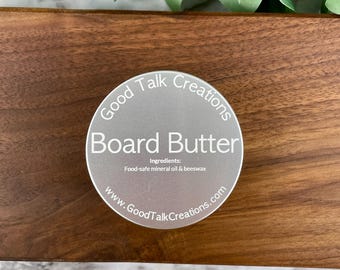 Good Talk Creations
Board Butter
Ingredients:
Food-safe mineral oil & beeswax
www.GoodTalkCreations.com